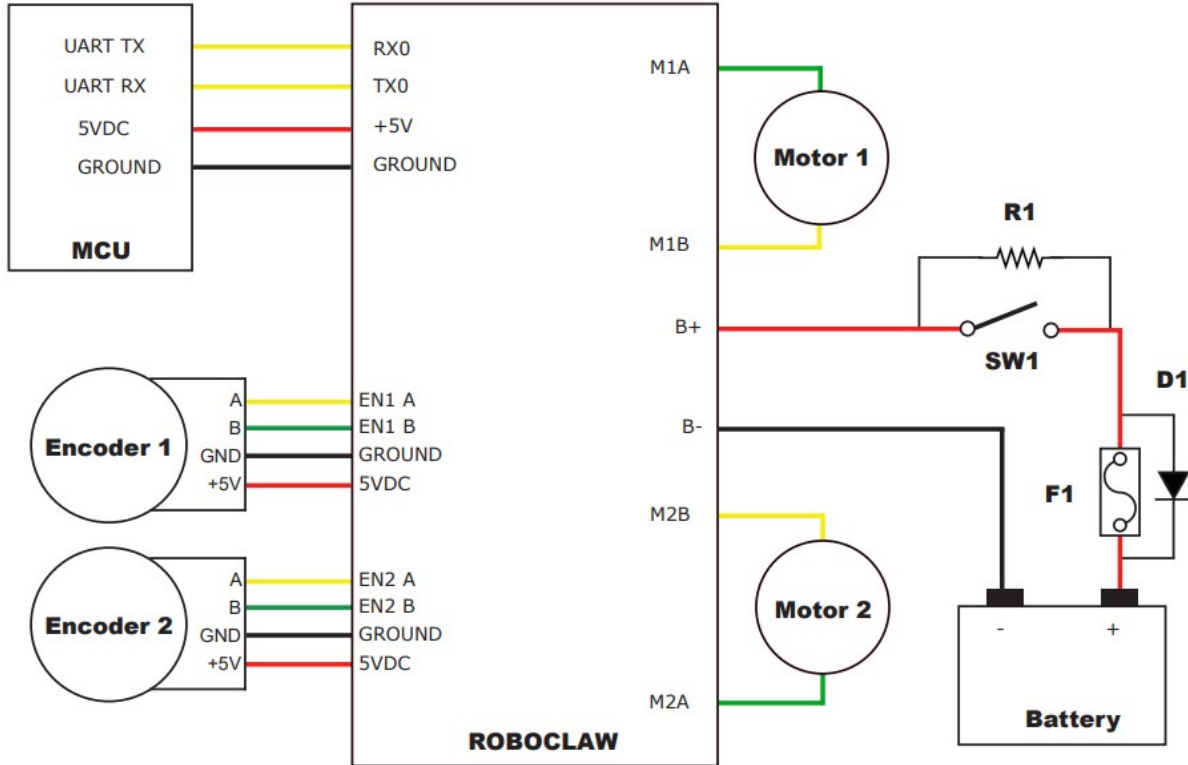 UART TX
UART RX
5VDC
GROUND
MCU
RX0
TX0
+5V
GROUND
M1A
Motor 1
M1B
R1
B+
SW1
D1
B-
F1
A
B
GND
+5V
Encoder 1
EN1 A
EN1 B
GROUND
5VDC
M2B
Motor 2
M2A
A
B
GND
+5V
Encoder 2
EN2 A
EN2 B
GROUND
5VDC
-
+
Battery
ROBOCLAW